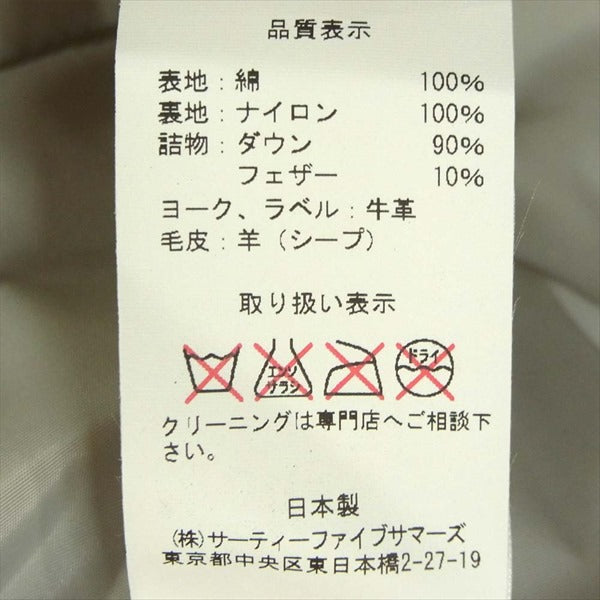 品質表示
表地：綿 100%
裏地：ナイロン 100%
詰物：ダウン 90%
フェザー 10%
ヨーク、ラベル：牛革
毛皮：羊（シープ）
取り扱い表示
エンソ
サラシ
ドライ
クリーニングは専門店へご相談下
さい。
日本製
(株)サーティーファイブサマーズ
東京都中央区東日本橋2-27-19